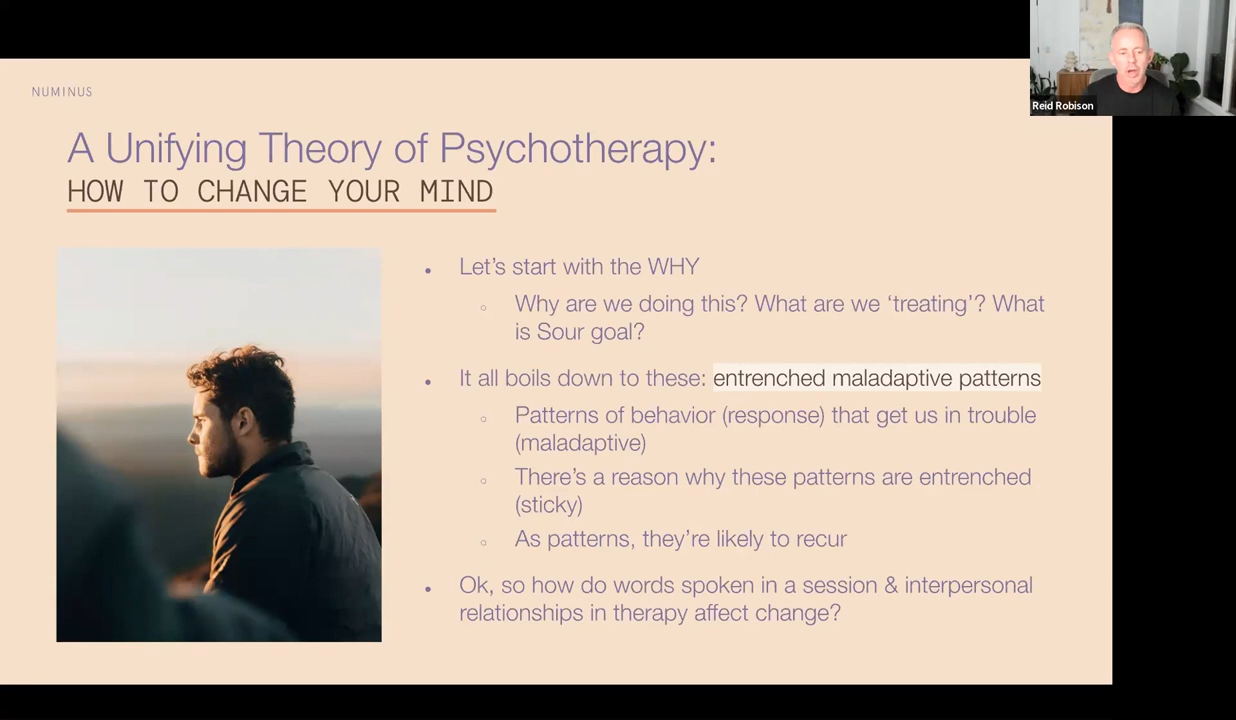 Reid Robison
NUMINUS
A Unifying Theory of Psychotherapy:
HOW TO CHANGE YOUR MIND
• Let’s start with the WHY
○ Why are we doing this? What are we ‘treating’? What
is Sour goal?
• It all boils down to these: entrenched maladaptive patterns
○ Patterns of behavior (response) that get us in trouble
(maladaptive)
○ There’s a reason why these patterns are entrenched
(sticky)
○ As patterns, they’re likely to recur
• Ok, so how do words spoken in a session & interpersonal
relationships in therapy affect change?